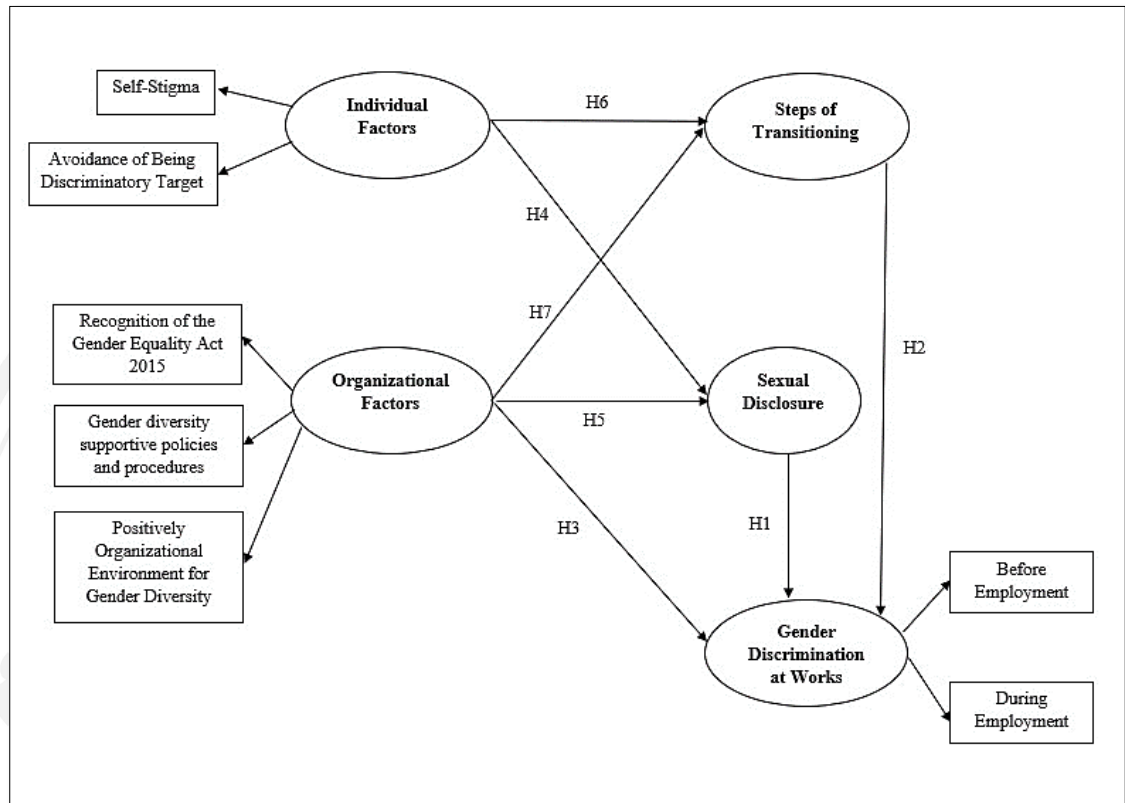 Self-Stigma
Avoidance of Being
Discriminatory Target
Individual
Factors
H6
Steps of
Transitioning
H4
H7
Recognition of the
Gender Equality Act
2015
Gender diversity
supportive policies
and procedures
Positively
Organizational
Environment for
Gender Diversity
Organizational
Factors
H5
Sexual
Disclosure
H2
H3
H1
Gender
Discrimination
at Works
Before
Employment
During
Employment